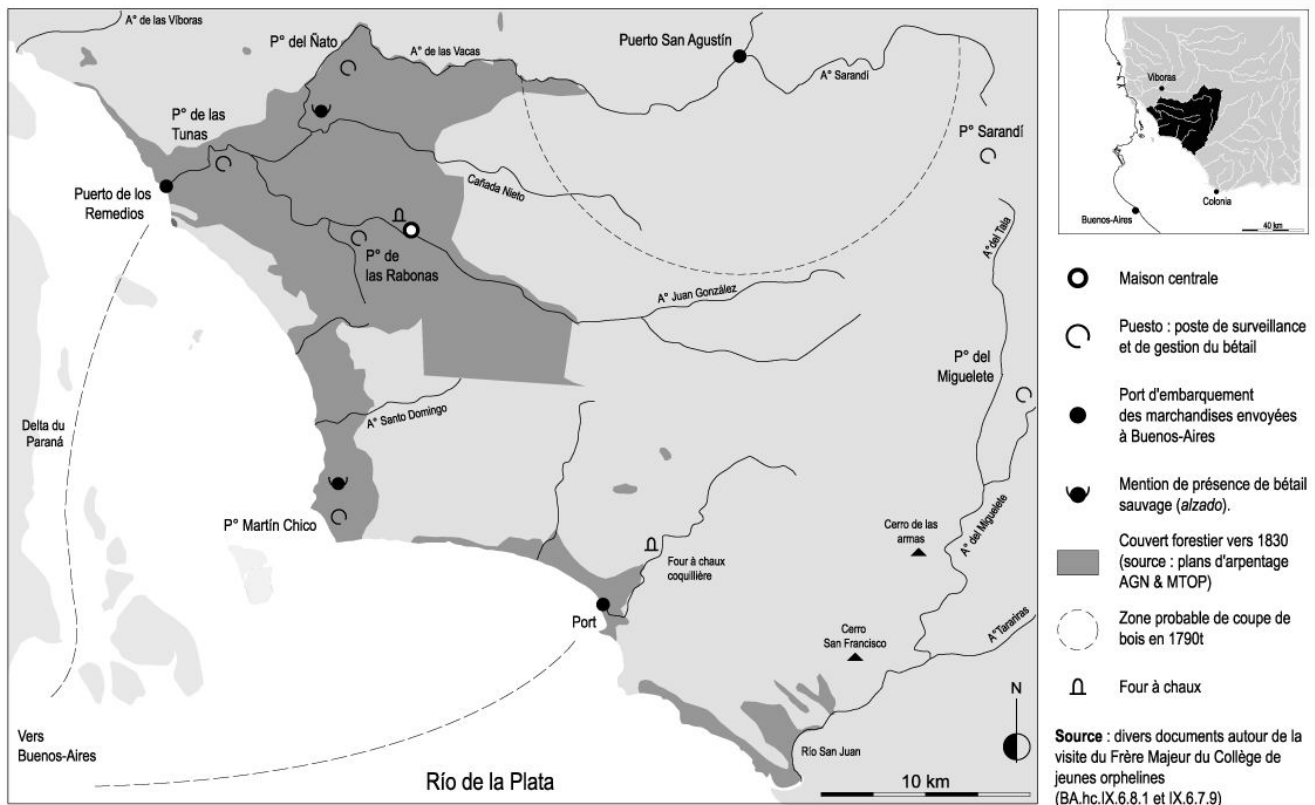 A° de las Víboras
P° del Ñato
A° de las Vacas
Puerto San Agustín
A° Sarandi
P° de las
Tunas
P° Sarandí
Puerto de los
Remedios
Cañada Nieto
P° de
las Rabonas
A° del Tala
A° Juan González
P° del
Miguelete
Delta du
Paraná
A° Santo Domingo
P° Martín Chico
Cerro de las
armas
A° del Miguelete
Four à chaux
coquillière
Port
Cerro
San Francisco
A° Tarariras
Vers
Buenos-Aires
Río San Juan
Río de la Plata
10 km
N
Viboras
Buenos-Aires
Colonia
40 km
Maison centrale
Puesto : poste de surveillance
et de gestion du bétail
Port d'embarquement
des marchandises envoyées
à Buenos-Aires
Mention de présence de bétail
sauvage (alzado).
Couvert forestier vers 1830
(source : plans d'arpentage
AGN & MTOP)
Zone probable de coupe de
bois en 1790t
Four à chaux
Source : divers documents autour de la
visite du Frère Majeur du Collège de
jeunes orphelines
(BA.hc.IX.6.8.1 et IX.6.7.9)